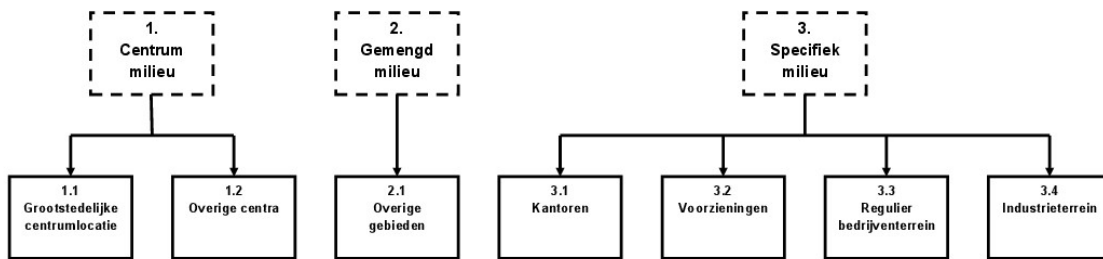 1.
Centrum
milieu
2.
Gemengd
milieu
3.
Specifiek
milieu
1.1
Grootstedelijke
centrumlocatie
1.2
Overige centra
2.1
Overige
gebieden
3.1
Kantoren
3.2
Voorzieningen
3.3
Regulier
bedrijventerrein
3.4
Industrieterrein